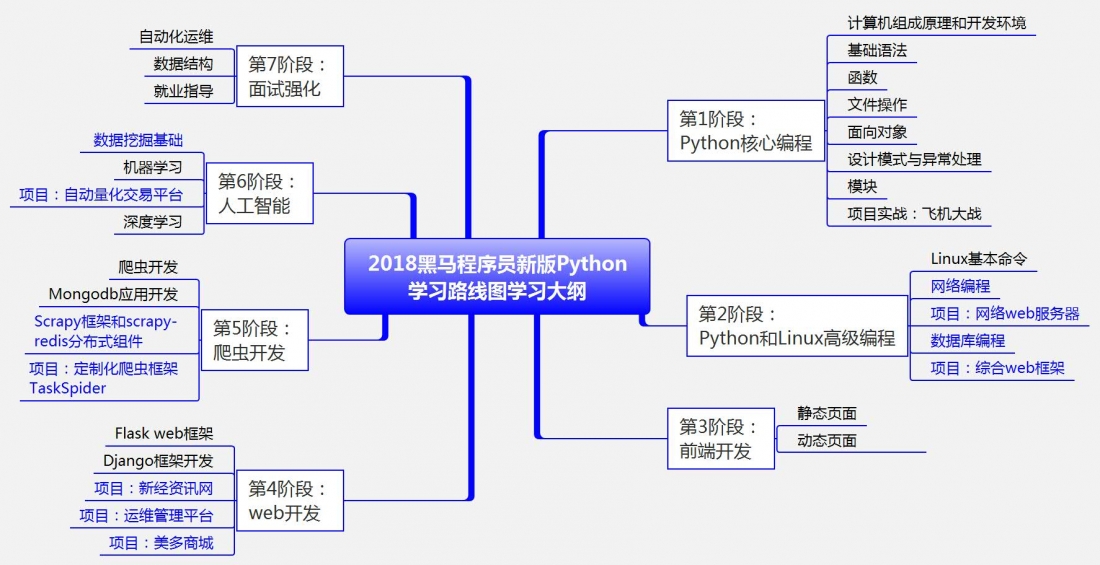 2018黑马程序员新版Python
学习路线图学习大纲
第1阶段：
Python核心编程
计算机组成原理和开发环境
基础语法
函数
文件操作
面向对象
设计模式与异常处理
模块
项目实战：飞机大战
第2阶段：
Python和Linux高级编程
Linux基本命令
网络编程
项目：网络web服务器
数据库编程
项目：综合web框架
第3阶段：
前端开发
静态页面
动态页面
第4阶段：
web开发
Flask web框架
Django框架开发
项目：新经资讯网
项目：运维管理平台
项目：美多商城
第5阶段：
爬虫开发
爬虫开发
Mongodb应用开发
Scrapy框架和scrapy-
redis分布式组件
项目：定制化爬虫框架
TaskSpider
第6阶段：
人工智能
数据挖掘基础
机器学习
项目：自动量化交易平台
深度学习
第7阶段：
面试强化
自动化运维
数据结构
就业指导